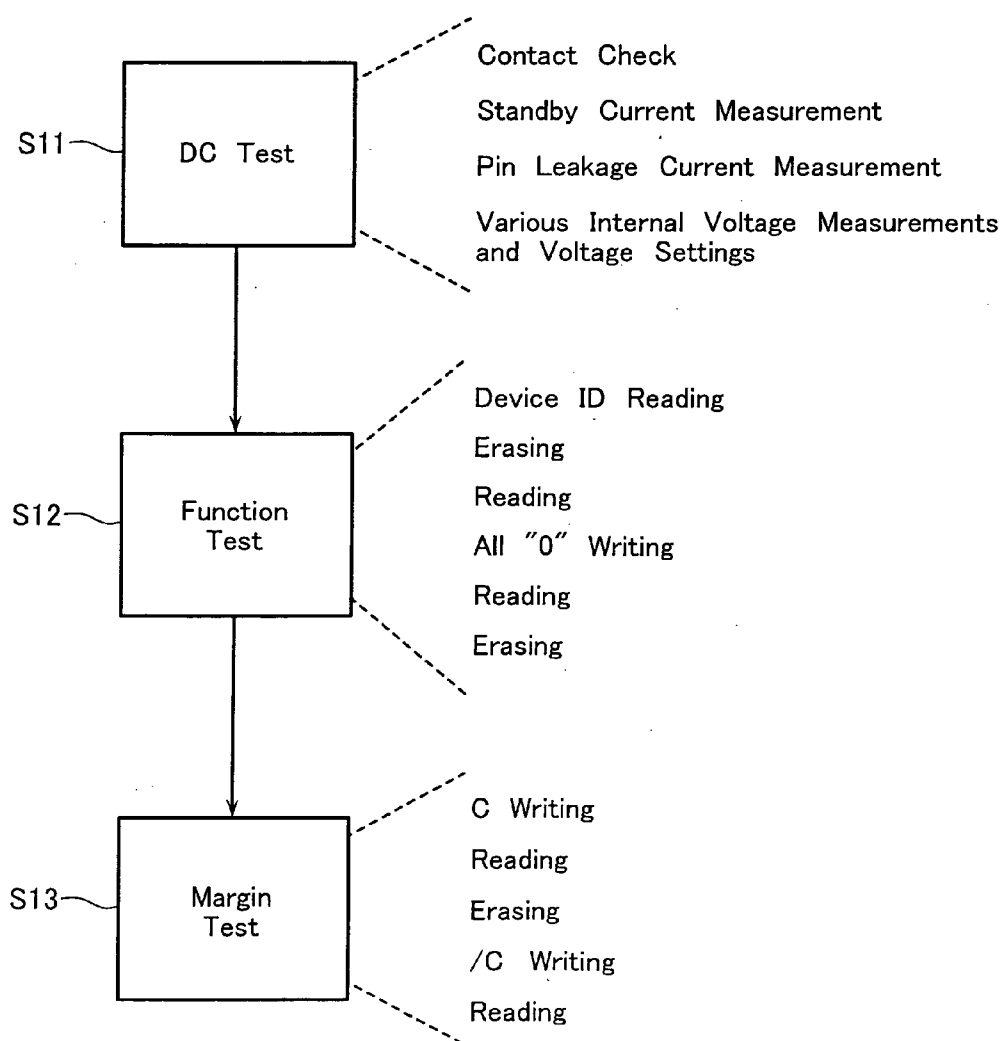 Contact Check
Standby Current Measurement
S11
DC Test
Pin Leakage Current Measurement
Various Internal Voltage Measurements
and Voltage Settings
Device ID Reading
Erasing
Reading
S12
Function
Test
All "0" Writing
Reading
Erasing
C Writing
Reading
S13
Margin
Test
Erasing
/C Writing
Reading